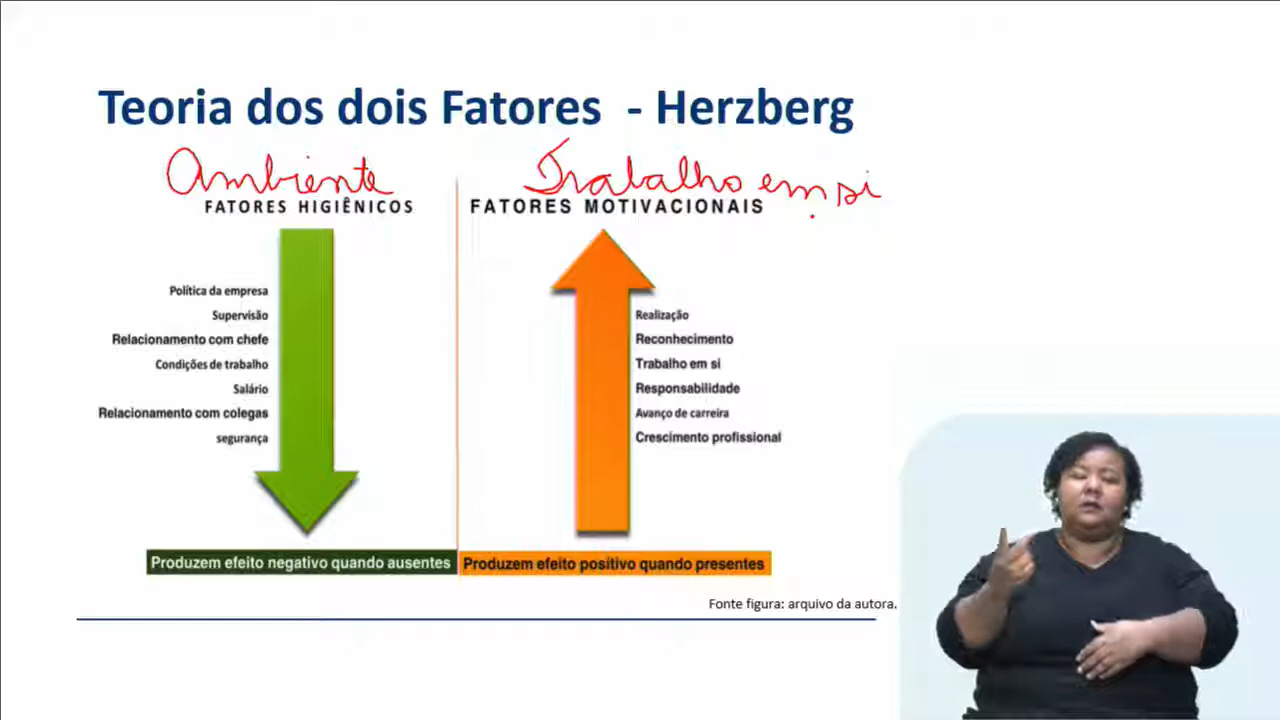 Teoria dos dois Fatores - Herzberg
Ambiente
FATORES HIGIÊNICOS
Política da empresa
Supervisão
Relacionamento com chefe
Condições de trabalho
Salário
Relacionamento com colegas
segurança
Produzem efeito negativo quando ausentes
Trabalho em si
FATORES MOTIVACIONAIS
Realização
Reconhecimento
Trabalho em si
Responsabilidade
Avanço de carreira
Crescimento profissional
Produzem efeito positivo quando presentes
Fonte figura: arquivo da autora.